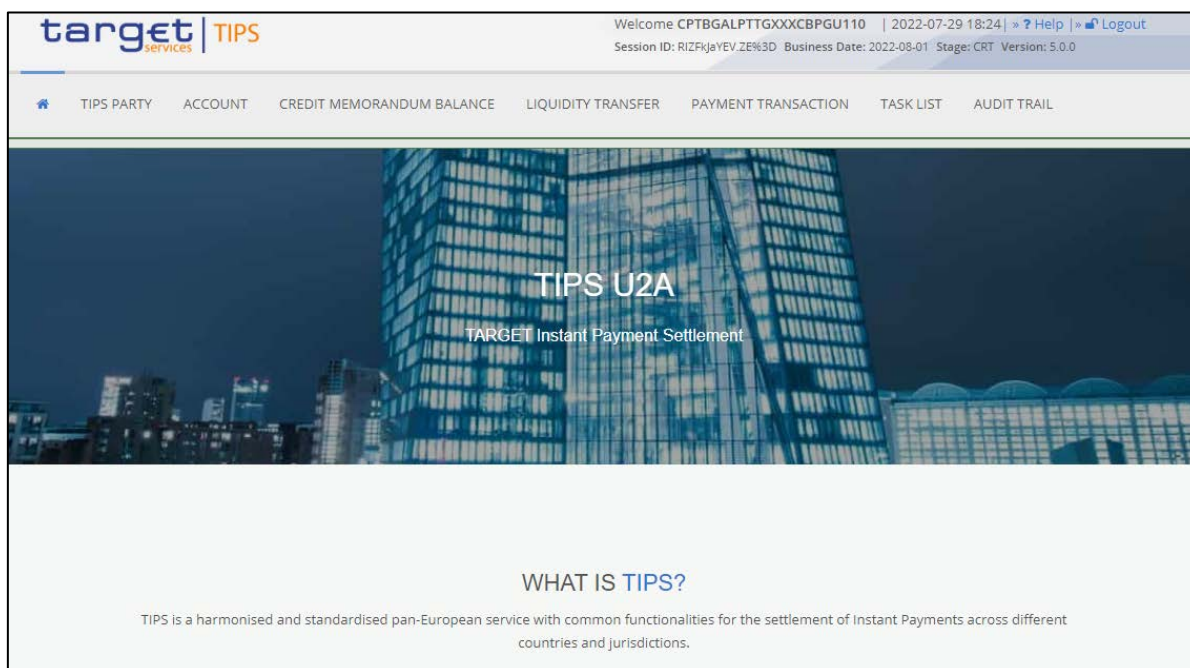 target | TIPS
services
Welcome CPTBGALPTTGXXXCBPGU110 | 2022-07-29 18:24| » ? Help |» Logout
Session ID: RIZFkJaYEV.ZE%3D Business Date: 2022-08-01 Stage: CRT Version: 5.0.0
TIPS PARTY ACCOUNT CREDIT MEMORANDUM BALANCE LIQUIDITY TRANSFER PAYMENT TRANSACTION TASK LIST AUDIT TRAIL
TIPS U2A
TARGET Instant Payment Settlement
WHAT IS TIPS?
TIPS is a harmonised and standardised pan-European service with common functionalities for the settlement of Instant Payments across different
countries and jurisdictions.